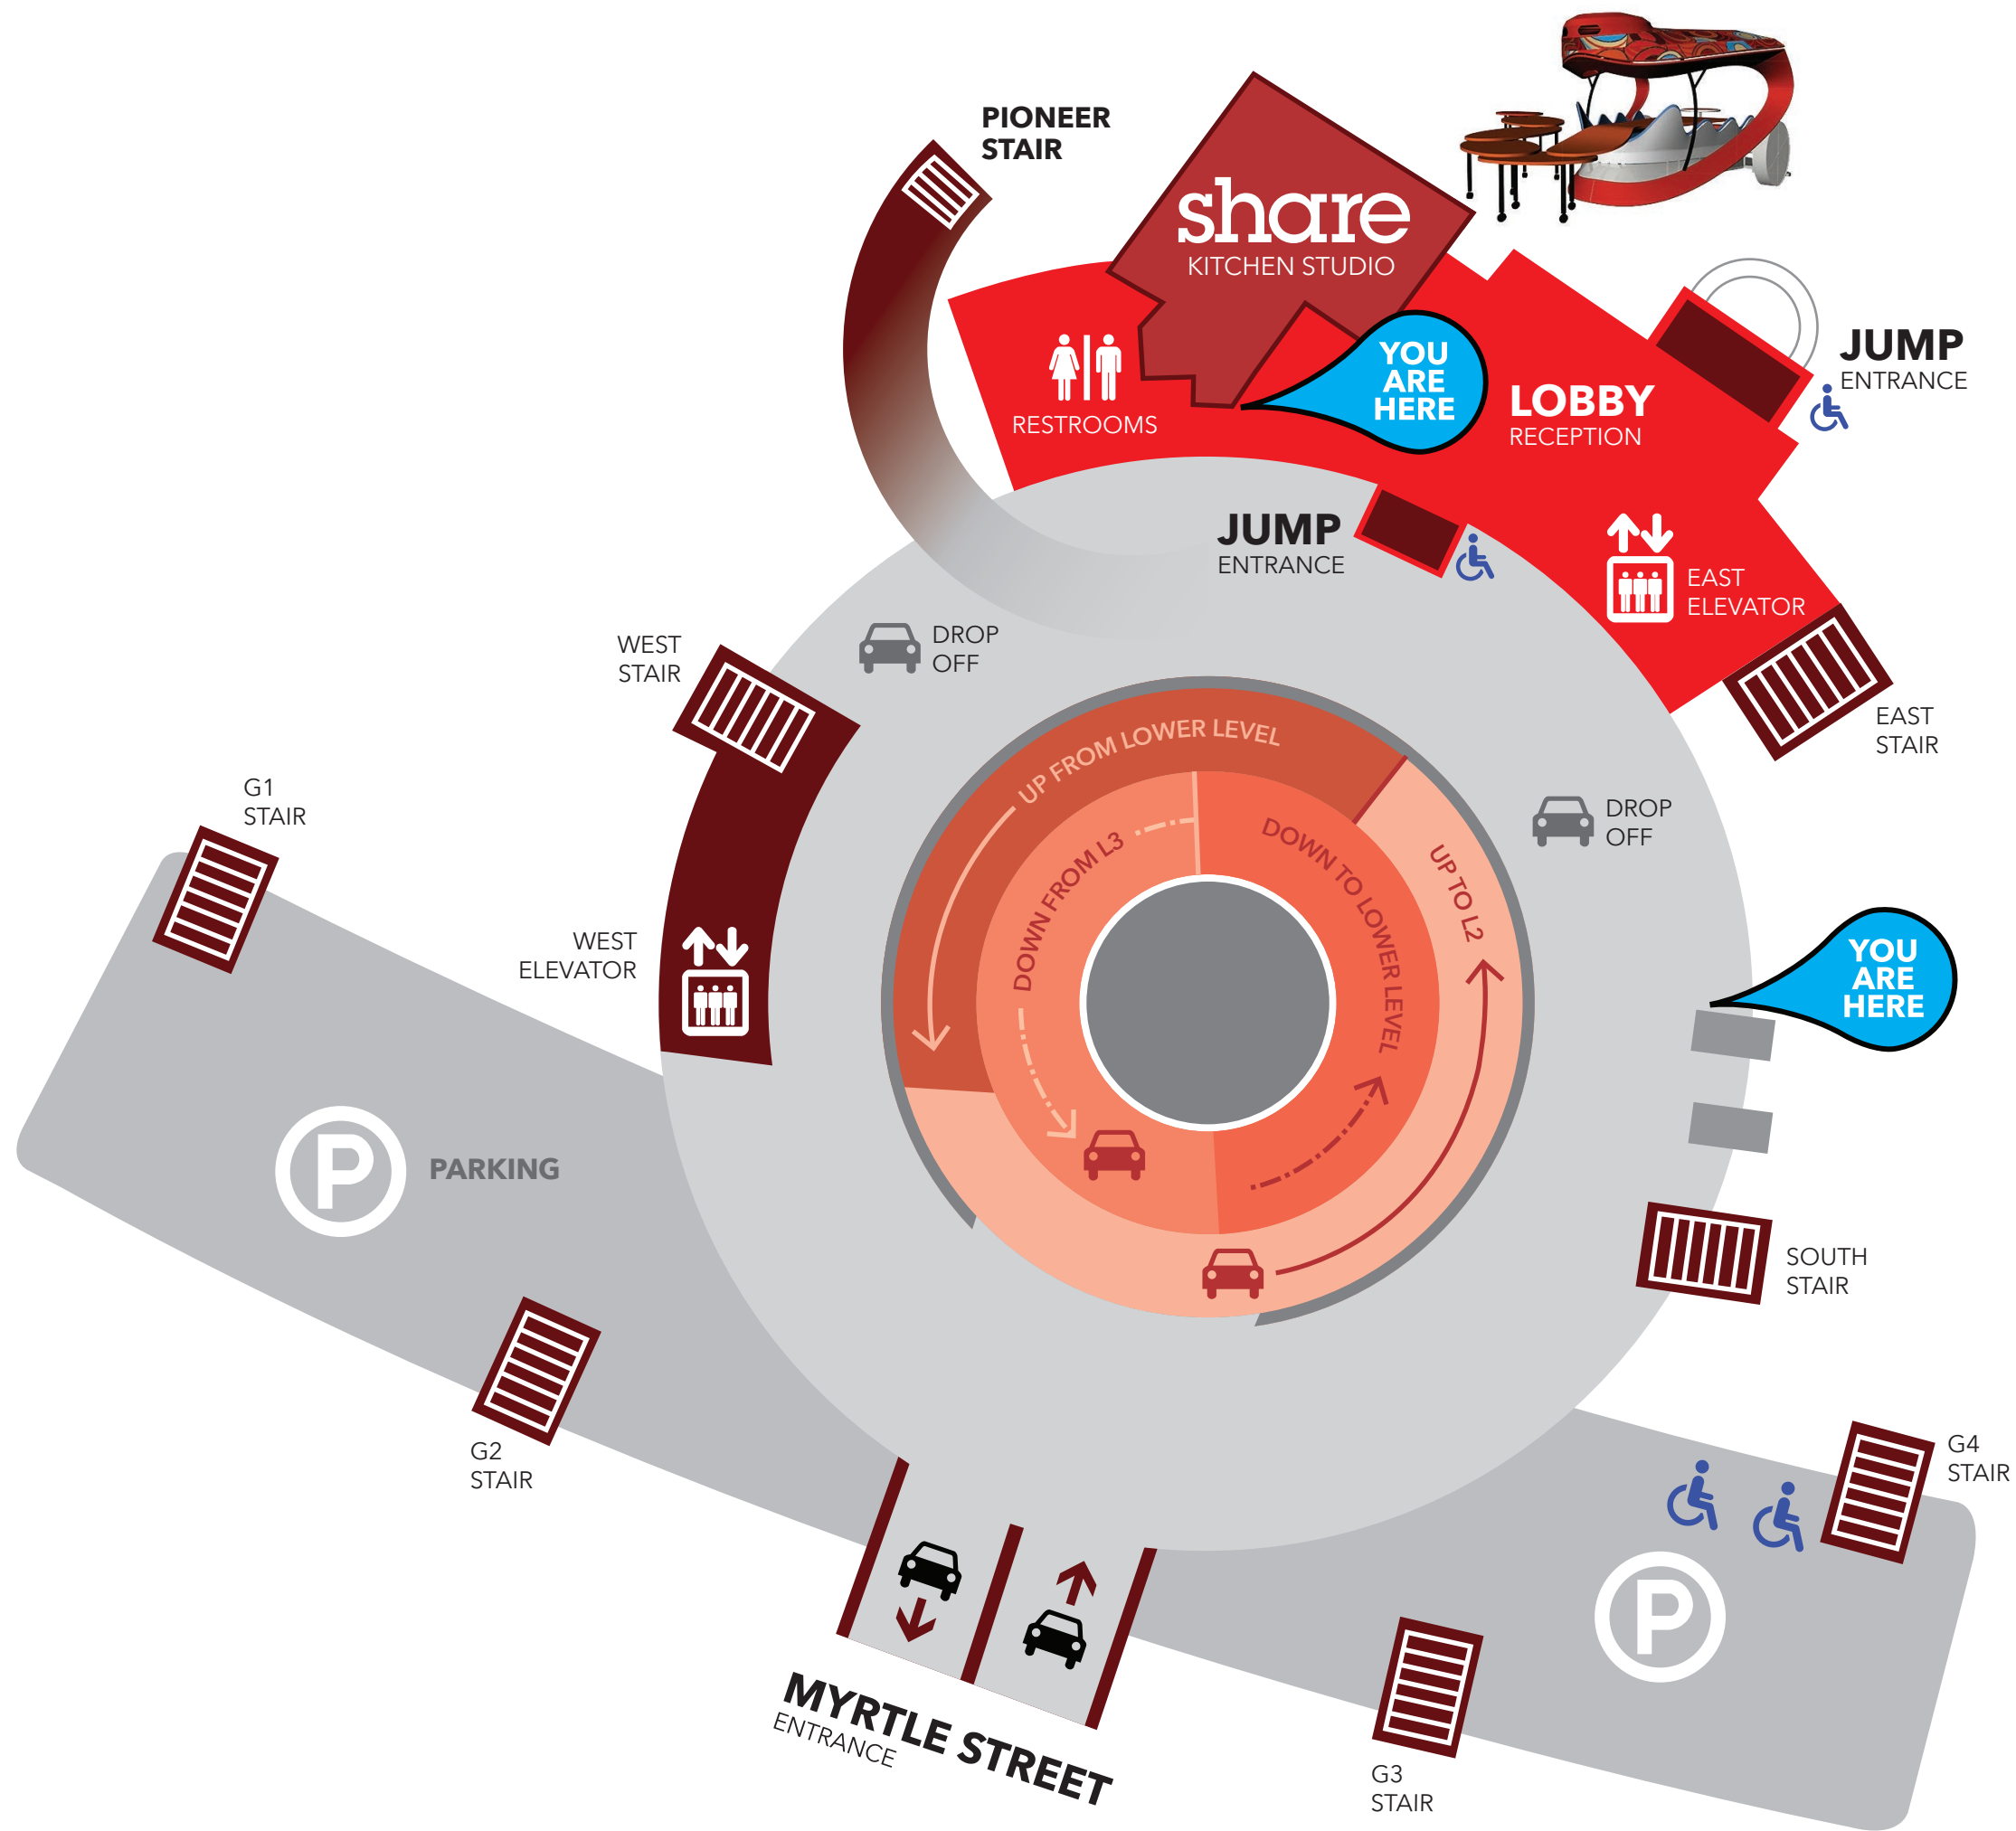 PIONEER
STAIR
share
KITCHEN STUDIO
JUMP
ENTRANCE
YOU
ARE
HERE
LOBBY
RECEPTION
RESTROOMS
JUMP
ENTRANCE
EAST
ELEVATOR
DROP
OFF
WEST
STAIR
EAST
STAIR
UP FROM LOWER LEVEL
G1
STAIR
DROP
OFF
DOWN FROM L3
DOWN TO LOWER LEVEL
UP TO L2
WEST
ELEVATOR
YOU
ARE
HERE
P
PARKING
SOUTH
STAIR
G2
STAIR
G4
STAIR
P
MYRTLE STREET
ENTRANCE
G3
STAIR